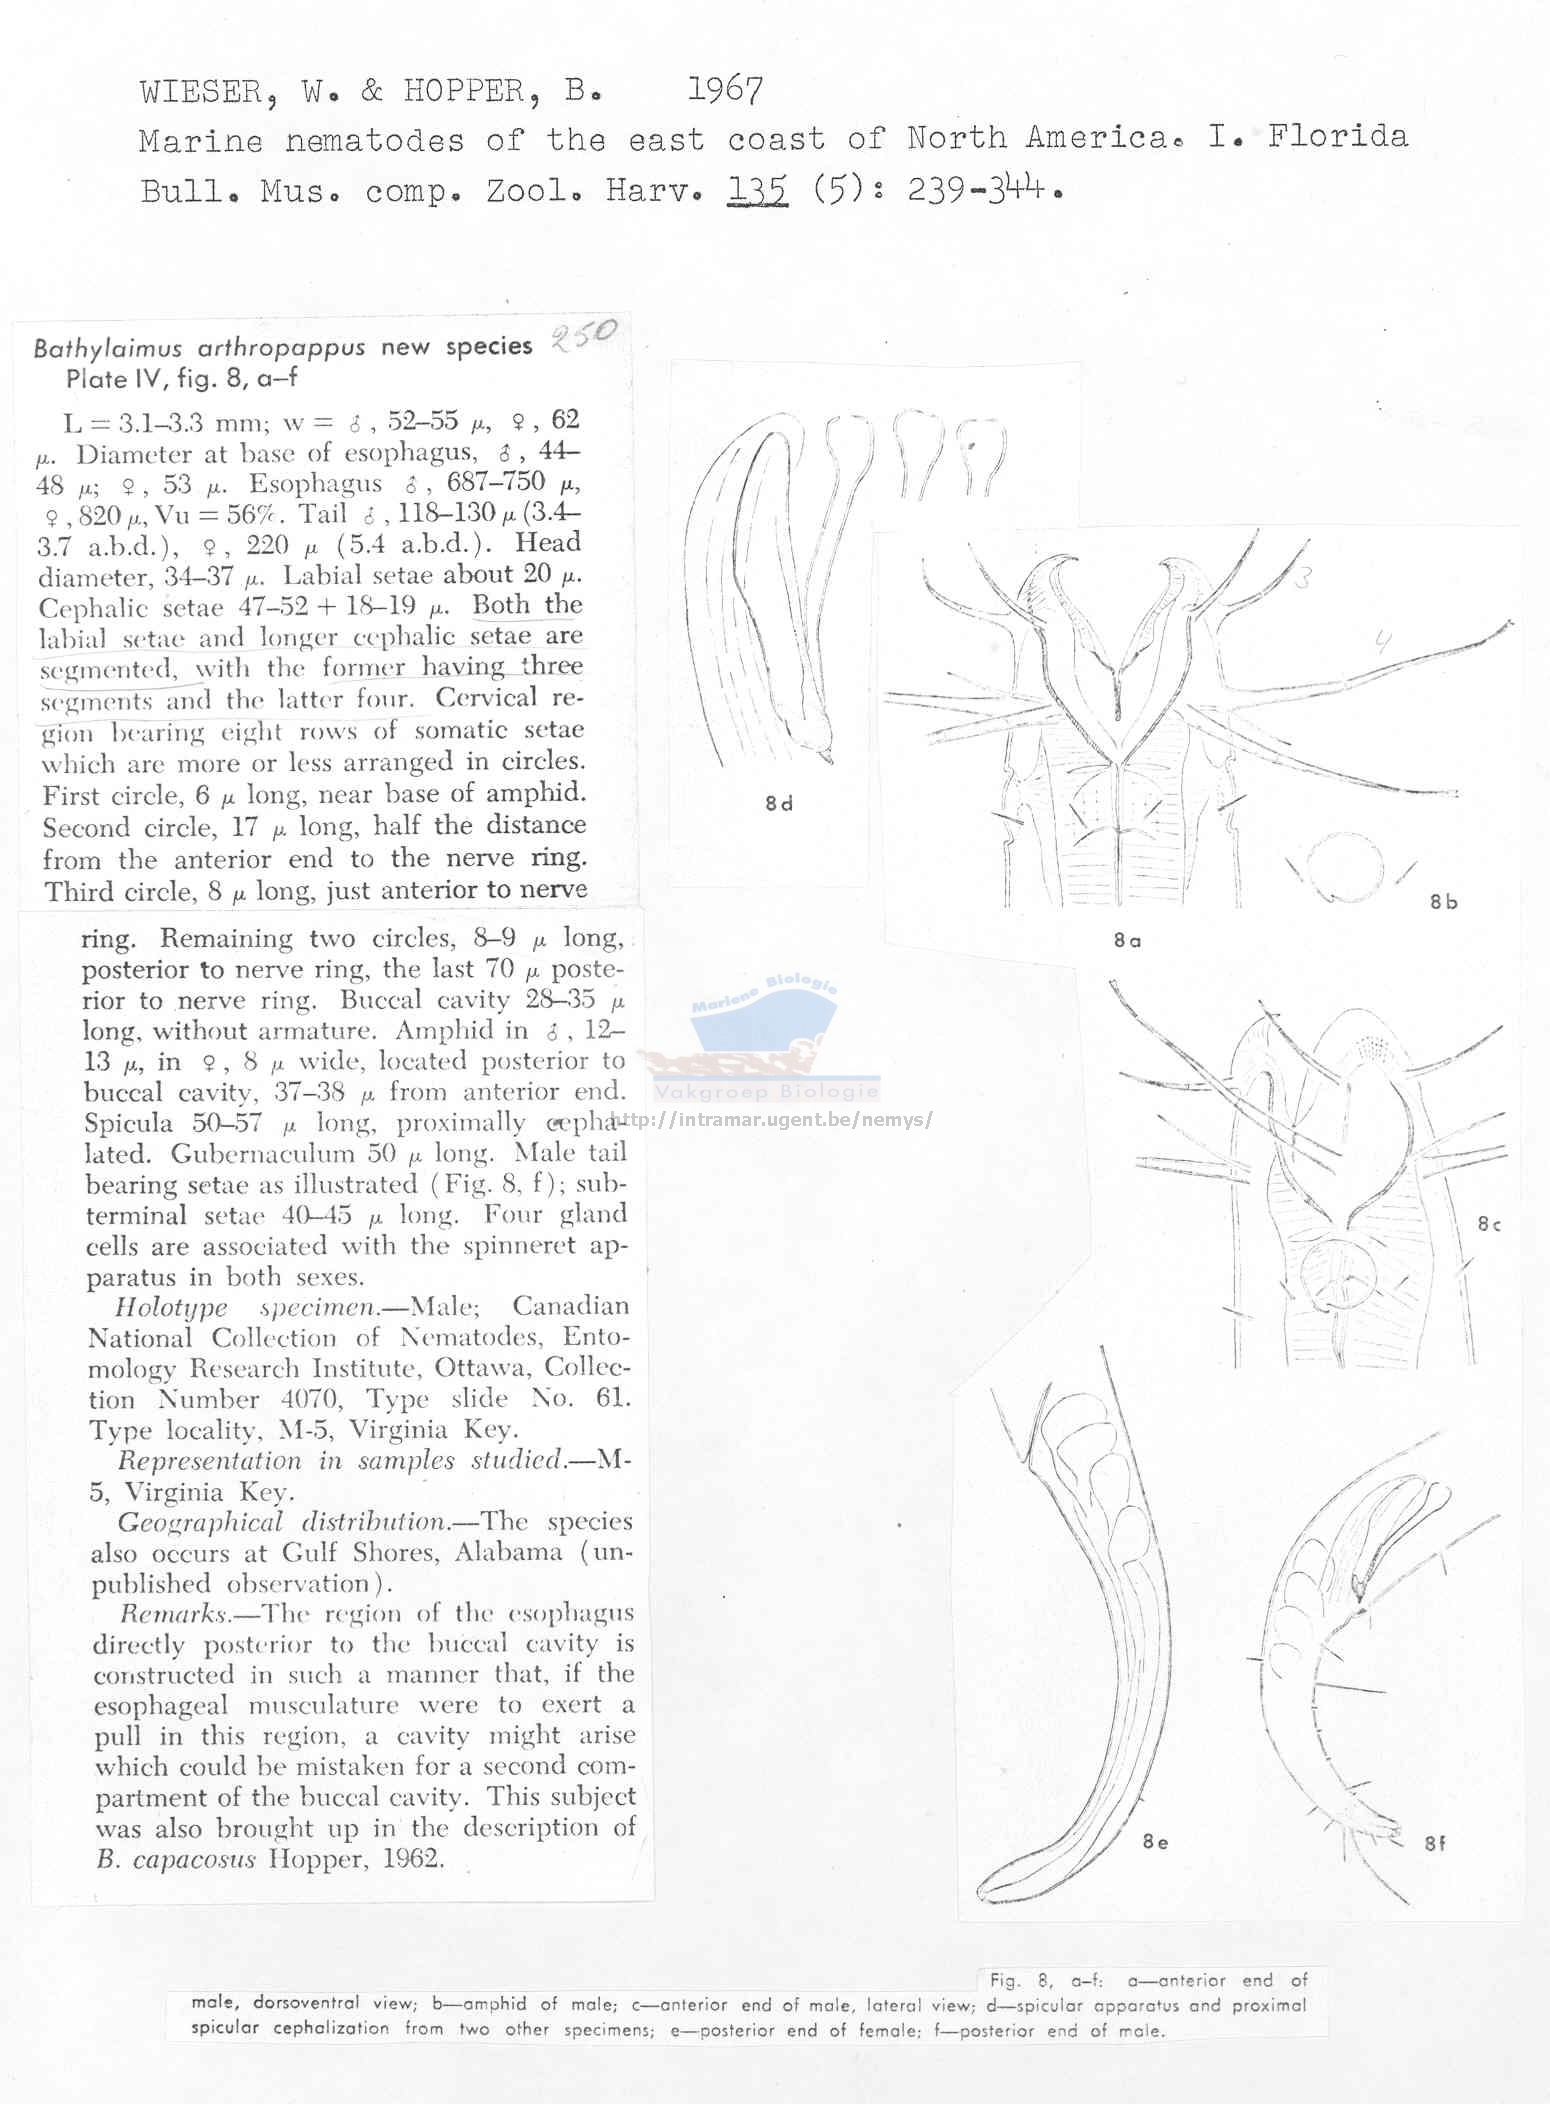 WIESER, W. & HOPPER, B. 1967
Marine nematodes of the east coast of North America. I. Florida
Bull. Mus. comp. Zool. Harv. 135 (5): 239-344.
Bathylaimus arthropappus new species 250
Plate IV, fig. 8, a–f
L = 3.1–3.3 mm; w = ♂, 52–55 μ, ♀, 62
μ. Diameter at base of esophagus, ♂, 44–
48 μ; ♀, 53 μ. Esophagus ♂, 687–750 μ,
♀, 820 μ, Vu = 56%. Tail ♂, 118–130 μ (3.4–
3.7 a.b.d.), ♀, 220 μ (5.4 a.b.d.). Head
diameter, 34–37 μ. Labial setae about 20 μ.
Cephalic setae 47–52 + 18–19 μ. Both the
labial setae and longer cephalic setae are
segmented, with the former having three
segments and the latter four. Cervical re-
gion bearing eight rows of somatic setae
which are more or less arranged in circles.
First circle, 6 μ long, near base of amphid.
Second circle, 17 μ long, half the distance
from the anterior end to the nerve ring.
Third circle, 8 μ long, just anterior to nerve
ring. Remaining two circles, 8–9 μ long,
posterior to nerve ring, the last 70 μ poste-
rior to nerve ring. Buccal cavity 28–35 μ
long, without armature. Amphid in ♂, 12–
13 μ, in ♀, 8 μ wide, located posterior to
buccal cavity, 37–38 μ from anterior end.
Spicula 50–57 μ long, proximally cepha-
lated. Gubernaculum 50 μ long. Male tail
bearing setae as illustrated (Fig. 8, f); sub-
terminal setae 40–45 μ long. Four gland
cells are associated with the spinneret ap-
paratus in both sexes.
Holotype specimen.—Male; Canadian
National Collection of Nematodes, Ento-
mology Research Institute, Ottawa, Collec-
tion Number 4070, Type slide No. 61.
Type locality, M-5, Virginia Key.
Representation in samples studied.—M-
5, Virginia Key.
Geographical distribution.—The species
also occurs at Gulf Shores, Alabama (un-
published observation).
Remarks.—The region of the esophagus
directly posterior to the buccal cavity is
constructed in such a manner that, if the
esophageal musculature were to exert a
pull in this region, a cavity might arise
which could be mistaken for a second com-
partment of the buccal cavity. This subject
was also brought up in the description of
B. capacosus Hopper, 1962.
8d
3
4
8b
8a
Mariene Biologie
Vakgroep Biologie
http://intramar.ugent.be/nemys/
8c
8e
8f
Fig. 8, a–f: a—anterior end of
male, dorsoventral view; b—amphid of male; c—anterior end of male, lateral view; d—spicular apparatus and proximal
spicular cephalization from two other specimens; e—posterior end of female; f—posterior end of male.